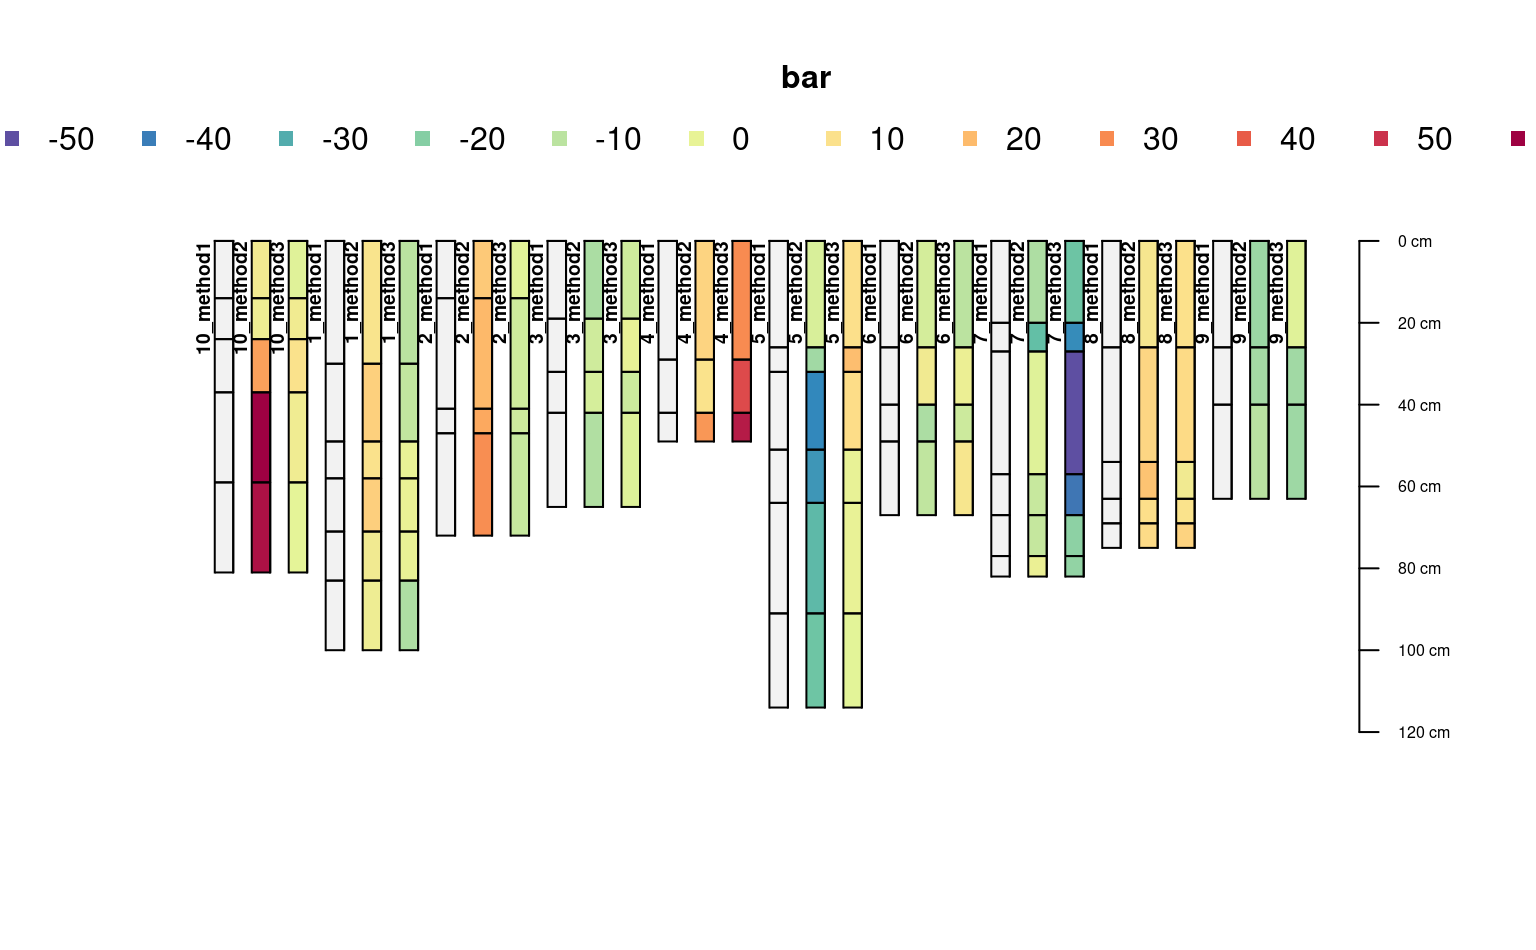 bar
-50 -40 -30 -20 -10 0 10 20 30 40 50
10_method1
10_method2
10_method3
1_method1
1_method2
1_method3
2_method1
2_method2
2_method3
3_method1
3_method2
3_method3
4_method1
4_method2
4_method3
5_method1
5_method2
5_method3
6_method1
6_method2
6_method3
7_method1
7_method2
7_method3
8_method1
8_method2
8_method3
9_method1
9_method2
9_method3
0 cm
20 cm
40 cm
60 cm
80 cm
100 cm
120 cm